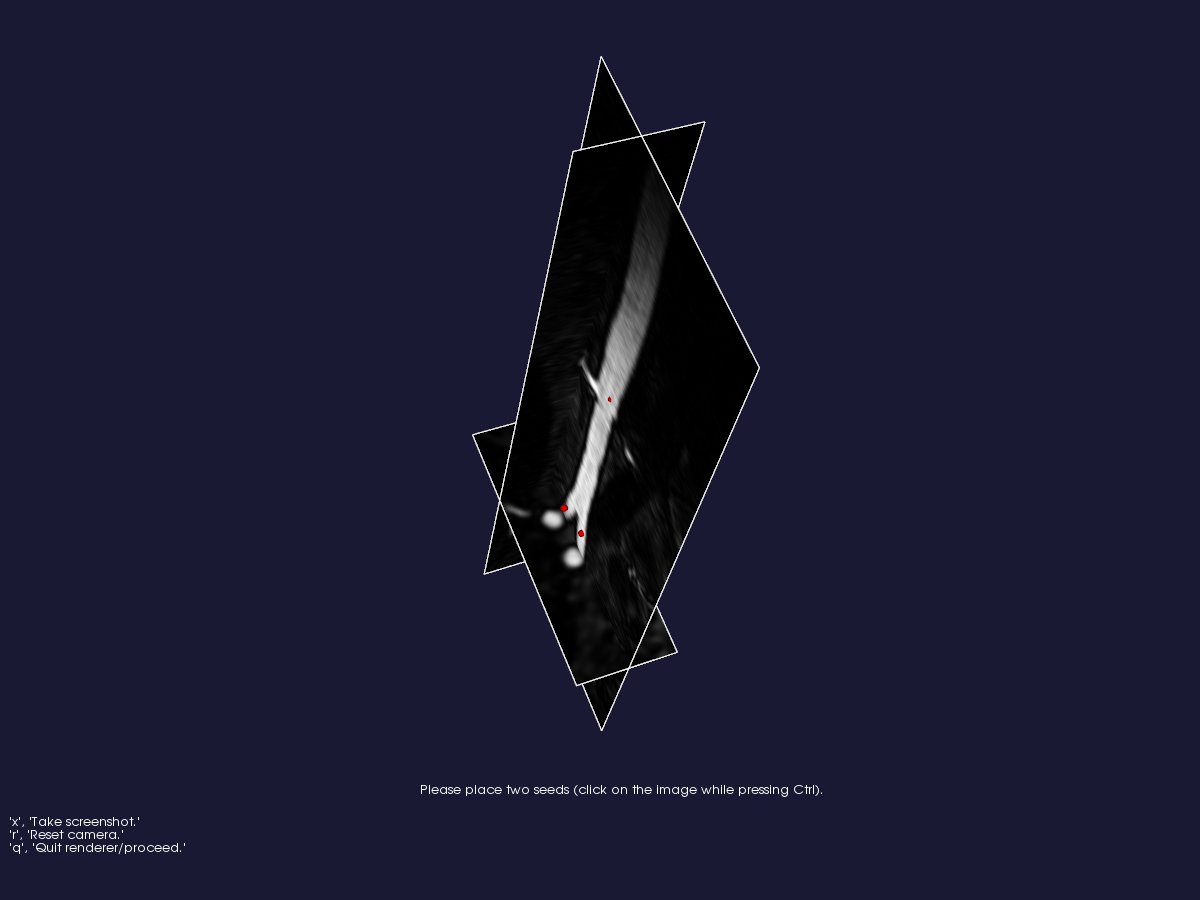 Please place two seeds (click on the image while pressing Ctrl).
'x', 'Take screenshot.'
'r', 'Reset camera.'
'q', 'Quit renderer/proceed.'